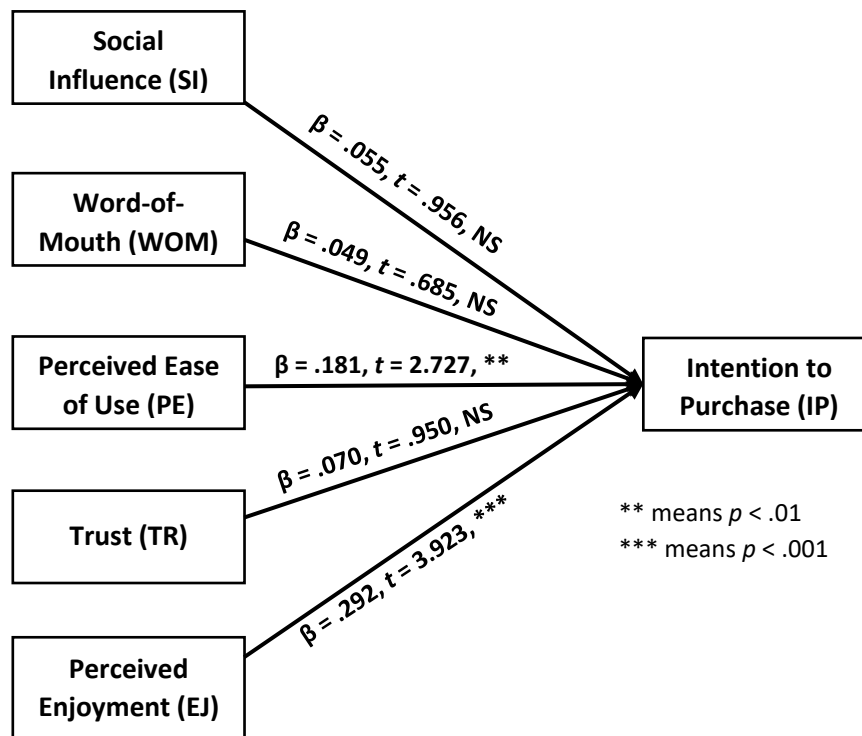 Social
Influence (SI)
β = .055, t = .956, NS
Word-of-
Mouth (WOM)
β = .049, t = .685, NS
Perceived Ease
of Use (PE)
β = .181, t = 2.727, **
Intention to
Purchase (IP)
β = .070, t = .950, NS
Trust (TR)
** means p < .01
*** means p < .001
β = .292, t = 3.923, ***
Perceived
Enjoyment (EJ)